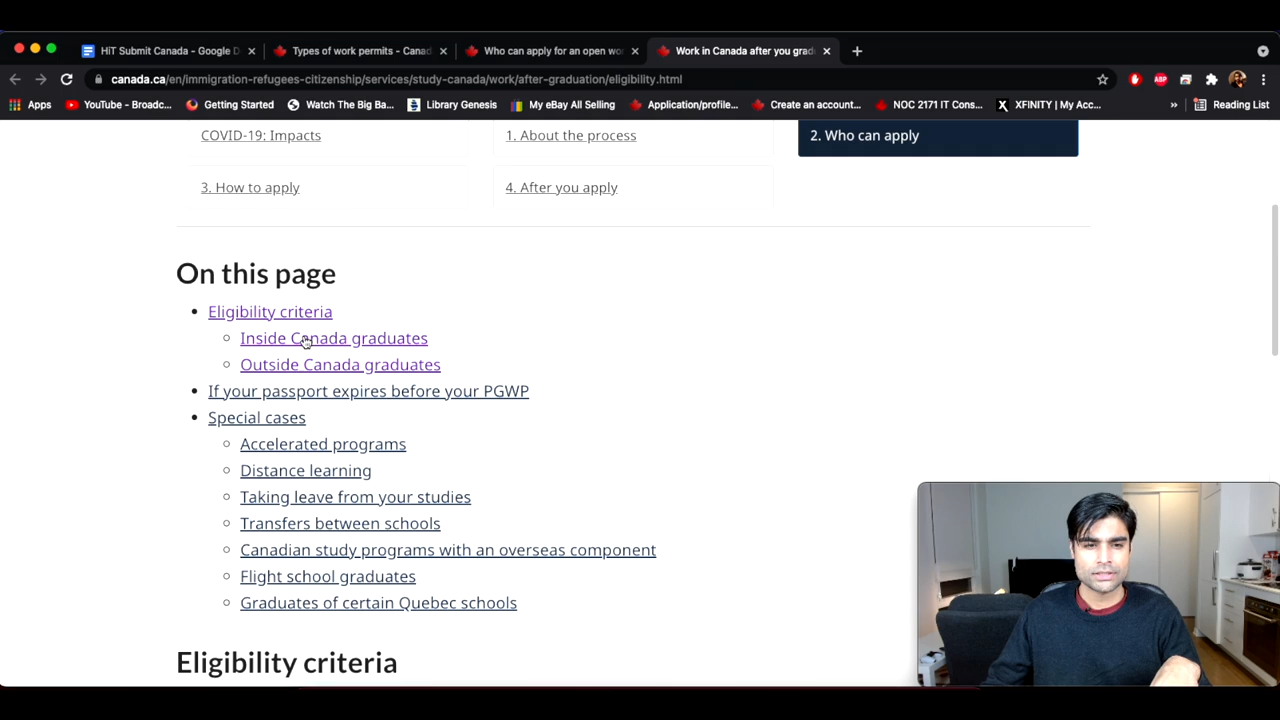 HiT Submit Canada - Google D
Types of work permits - Canad
Who can apply for an open wo
Work in Canada after you grad
canada.ca/en/immigration-refugees-citizenship/services/study-canada/work/after-graduation/eligibility.html
Apps
YouTube - Broadc...
Getting Started
Watch The Big Ba...
Library Genesis
My eBay All Selling
Application/profile...
Create an account...
NOC 2171 IT Cons...
XFINITY | My Acc...
»
Reading List
COVID-19: Impacts
1. About the process
2. Who can apply
3. How to apply
4. After you apply
On this page
Eligibility criteria
Inside Canada graduates
Outside Canada graduates
If your passport expires before your PGWP
Special cases
Accelerated programs
Distance learning
Taking leave from your studies
Transfers between schools
Canadian study programs with an overseas component
Flight school graduates
Graduates of certain Quebec schools
Eligibility criteria
ABP